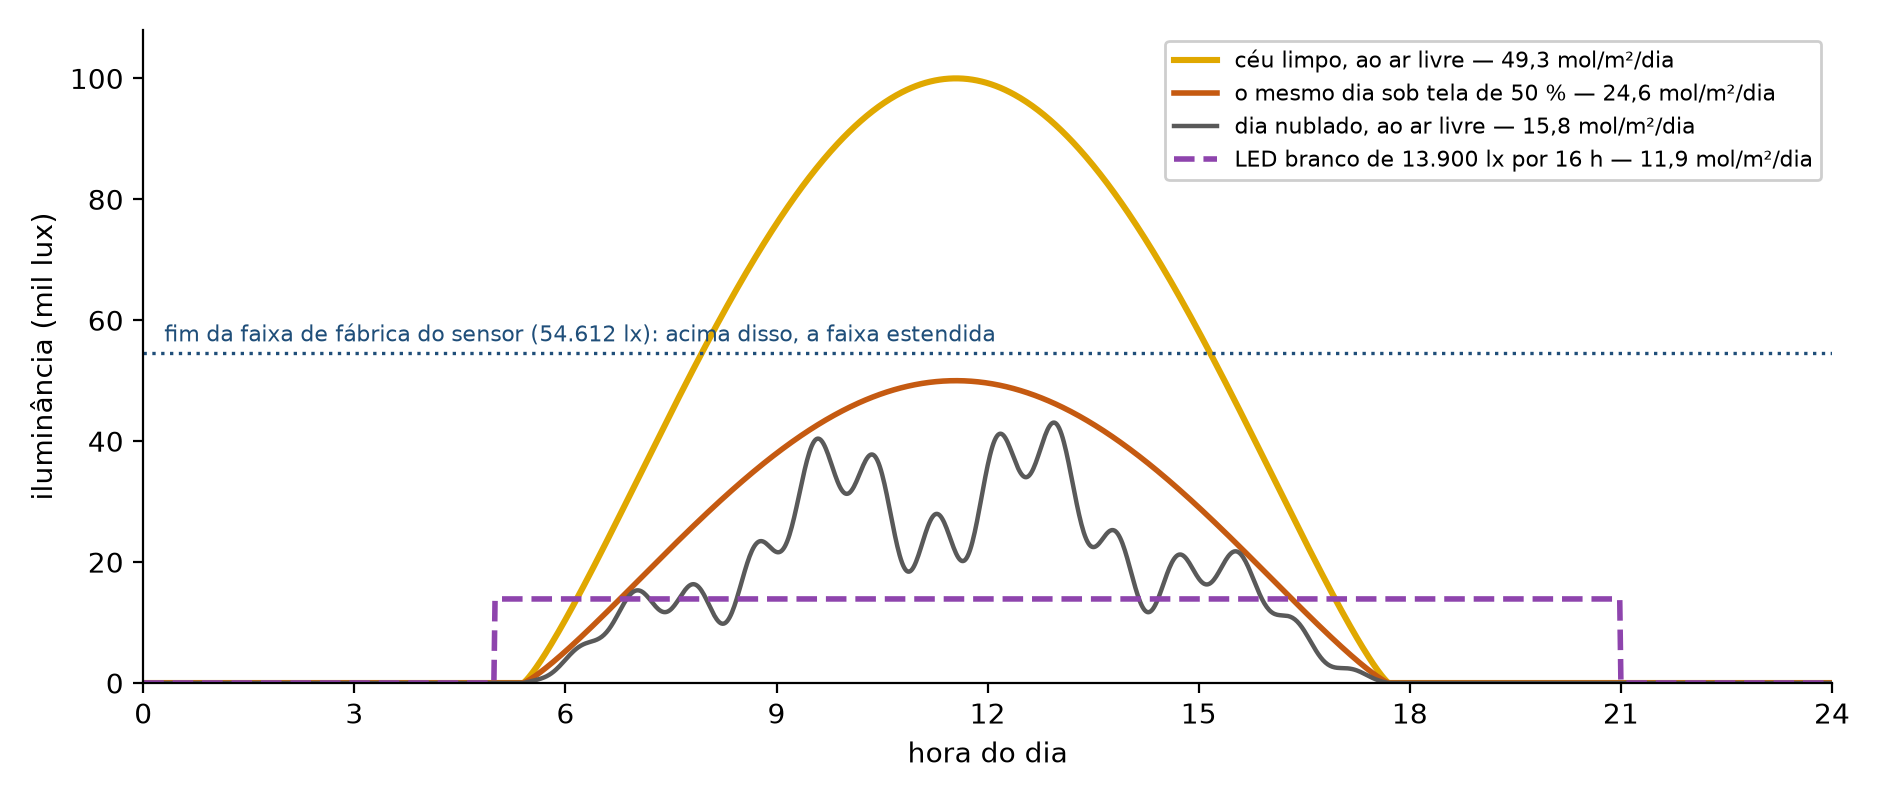 céu limpo, ao ar livre — 49,3 mol/m²/dia
o mesmo dia sob tela de 50 % — 24,6 mol/m²/dia
dia nublado, ao ar livre — 15,8 mol/m²/dia
LED branco de 13.900 lx por 16 h — 11,9 mol/m²/dia
iluminância (mil lux)
100
80
60
40
20
0
fim da faixa de fábrica do sensor (54.612 lx): acima disso, a faixa estendida
0 3 6 9 12 15 18 21 24
hora do dia